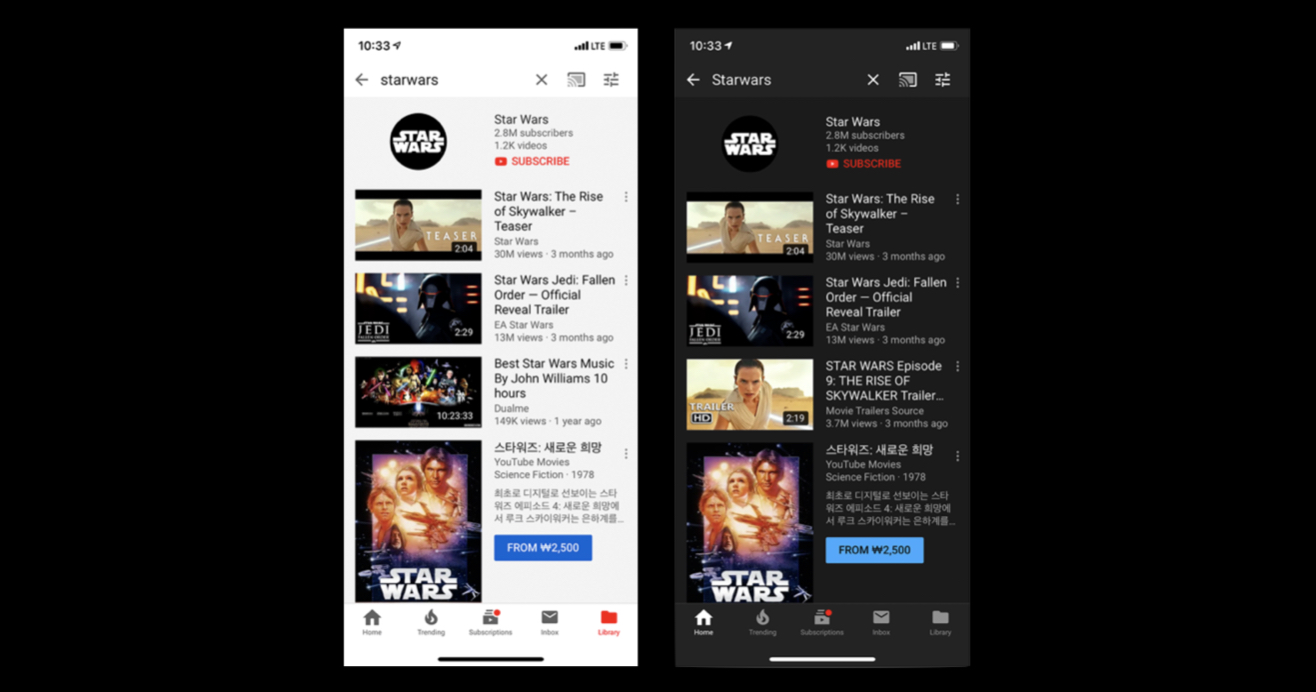 10:33
LTE
starwars
STAR
WARS
Star Wars
2.8M subscribers
1.2K videos
SUBSCRIBE
TEASER
2:04
Star Wars: The Rise
of Skywalker –
Teaser
Star Wars
30M views · 3 months ago
JEDI
2:29
Star Wars Jedi: Fallen
Order — Official
Reveal Trailer
EA Star Wars
13M views · 3 months ago
10:23:33
Best Star Wars Music
By John Williams 10
hours
Dualme
149K views · 1 year ago
STAR
WARS
스타워즈: 새로운 희망
YouTube Movies
Science Fiction · 1978
최초로 디지털로 선보이는 스타
워즈 에피소드 4: 새로운 희망에
서 루크 스카이워커는 은하계를...
FROM ₩2,500
Home
Trending
Subscriptions
Inbox
Library
10:33
LTE
Starwars
STAR
WARS
Star Wars
2.8M subscribers
1.2K videos
SUBSCRIBE
TEASER
2:04
Star Wars: The Rise
of Skywalker –
Teaser
Star Wars
30M views · 3 months ago
JEDI
2:29
Star Wars Jedi: Fallen
Order — Official
Reveal Trailer
EA Star Wars
13M views · 3 months ago
TRAILER
HD
2:19
STAR WARS Episode
9: THE RISE OF
SKYWALKER Trailer...
Movie Trailers Source
3.7M views · 3 months ago
STAR
WARS
스타워즈: 새로운 희망
YouTube Movies
Science Fiction · 1978
최초로 디지털로 선보이는 스타
워즈 에피소드 4: 새로운 희망에
서 루크 스카이워커는 은하계를...
FROM ₩2,500
Home
Trending
Subscriptions
Inbox
Library